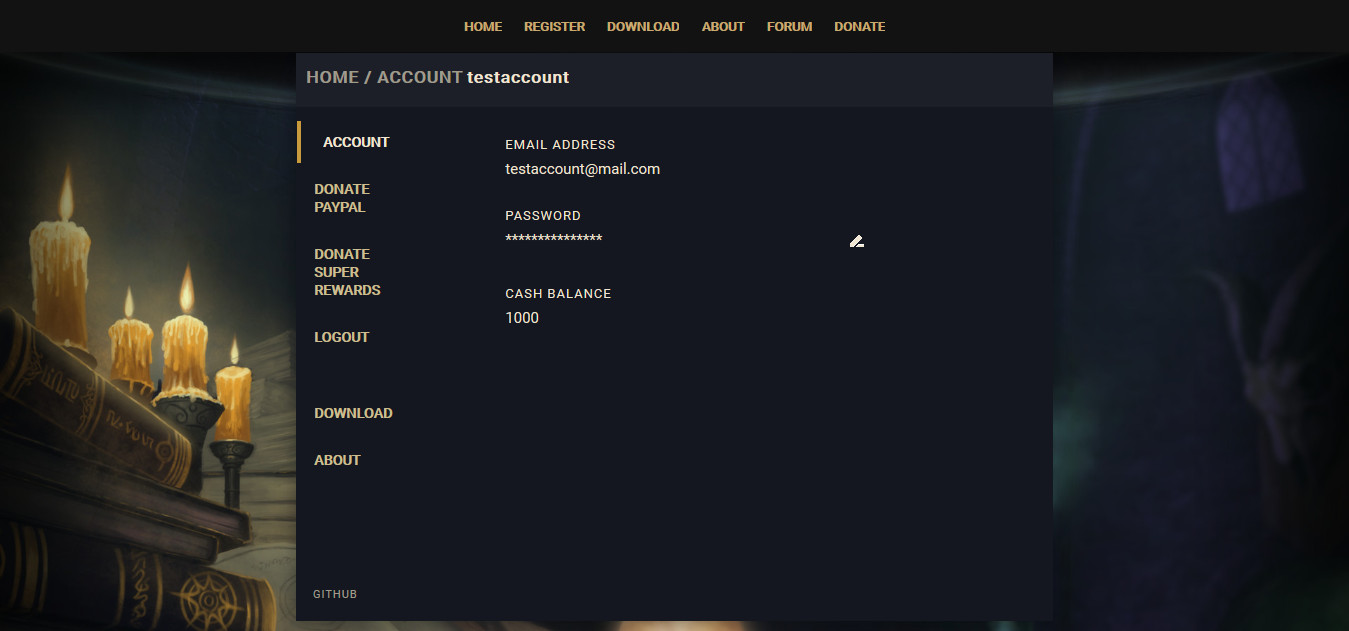 HOME REGISTER DOWNLOAD ABOUT FORUM DONATE
HOME / ACCOUNT testaccount
ACCOUNT
DONATE
PAYPAL
DONATE
SUPER
REWARDS
LOGOUT
DOWNLOAD
ABOUT
GITHUB
EMAIL ADDRESS
testaccount@mail.com
PASSWORD
***************
CASH BALANCE
1000